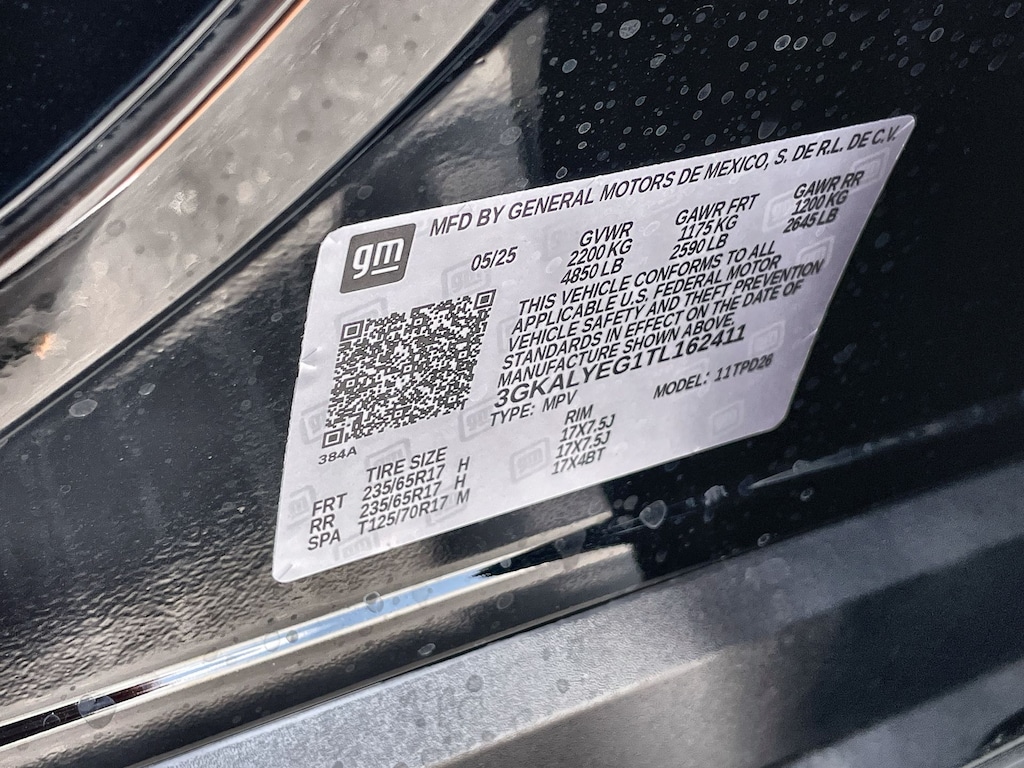 gm
MFD BY GENERAL MOTORS DE MEXICO, S. DE R.L. DE C.V.
05/25
GVWR
2200 KG
4850 LB
GAWR FRT
1175 KG
2590 LB
GAWR RR
1200 KG
2645 LB
THIS VEHICLE CONFORMS TO ALL
APPLICABLE U.S. FEDERAL MOTOR
VEHICLE SAFETY AND THEFT PREVENTION
STANDARDS IN EFFECT ON THE DATE OF
MANUFACTURE SHOWN ABOVE.
3GKALYEG1TL162411
TYPE: MPV
MODEL: 11TPD26
384A
TIRE SIZE
RIM
FRT 235/65R17 H 17X7.5J
RR 235/65R17 H 17X7.5J
SPA T125/70R17 M 17X4BT